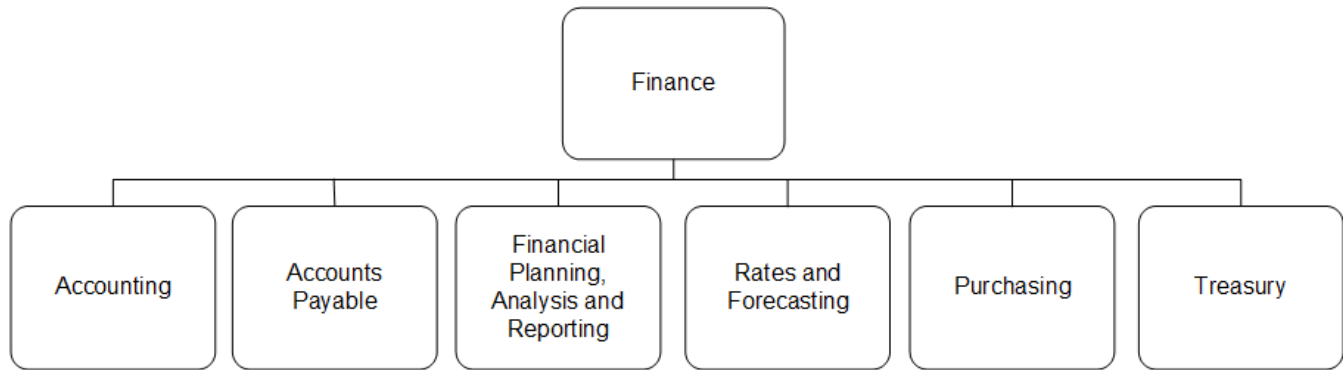 Finance
Accounting
Accounts
Payable
Financial
Planning,
Analysis and
Reporting
Rates and
Forecasting
Purchasing
Treasury